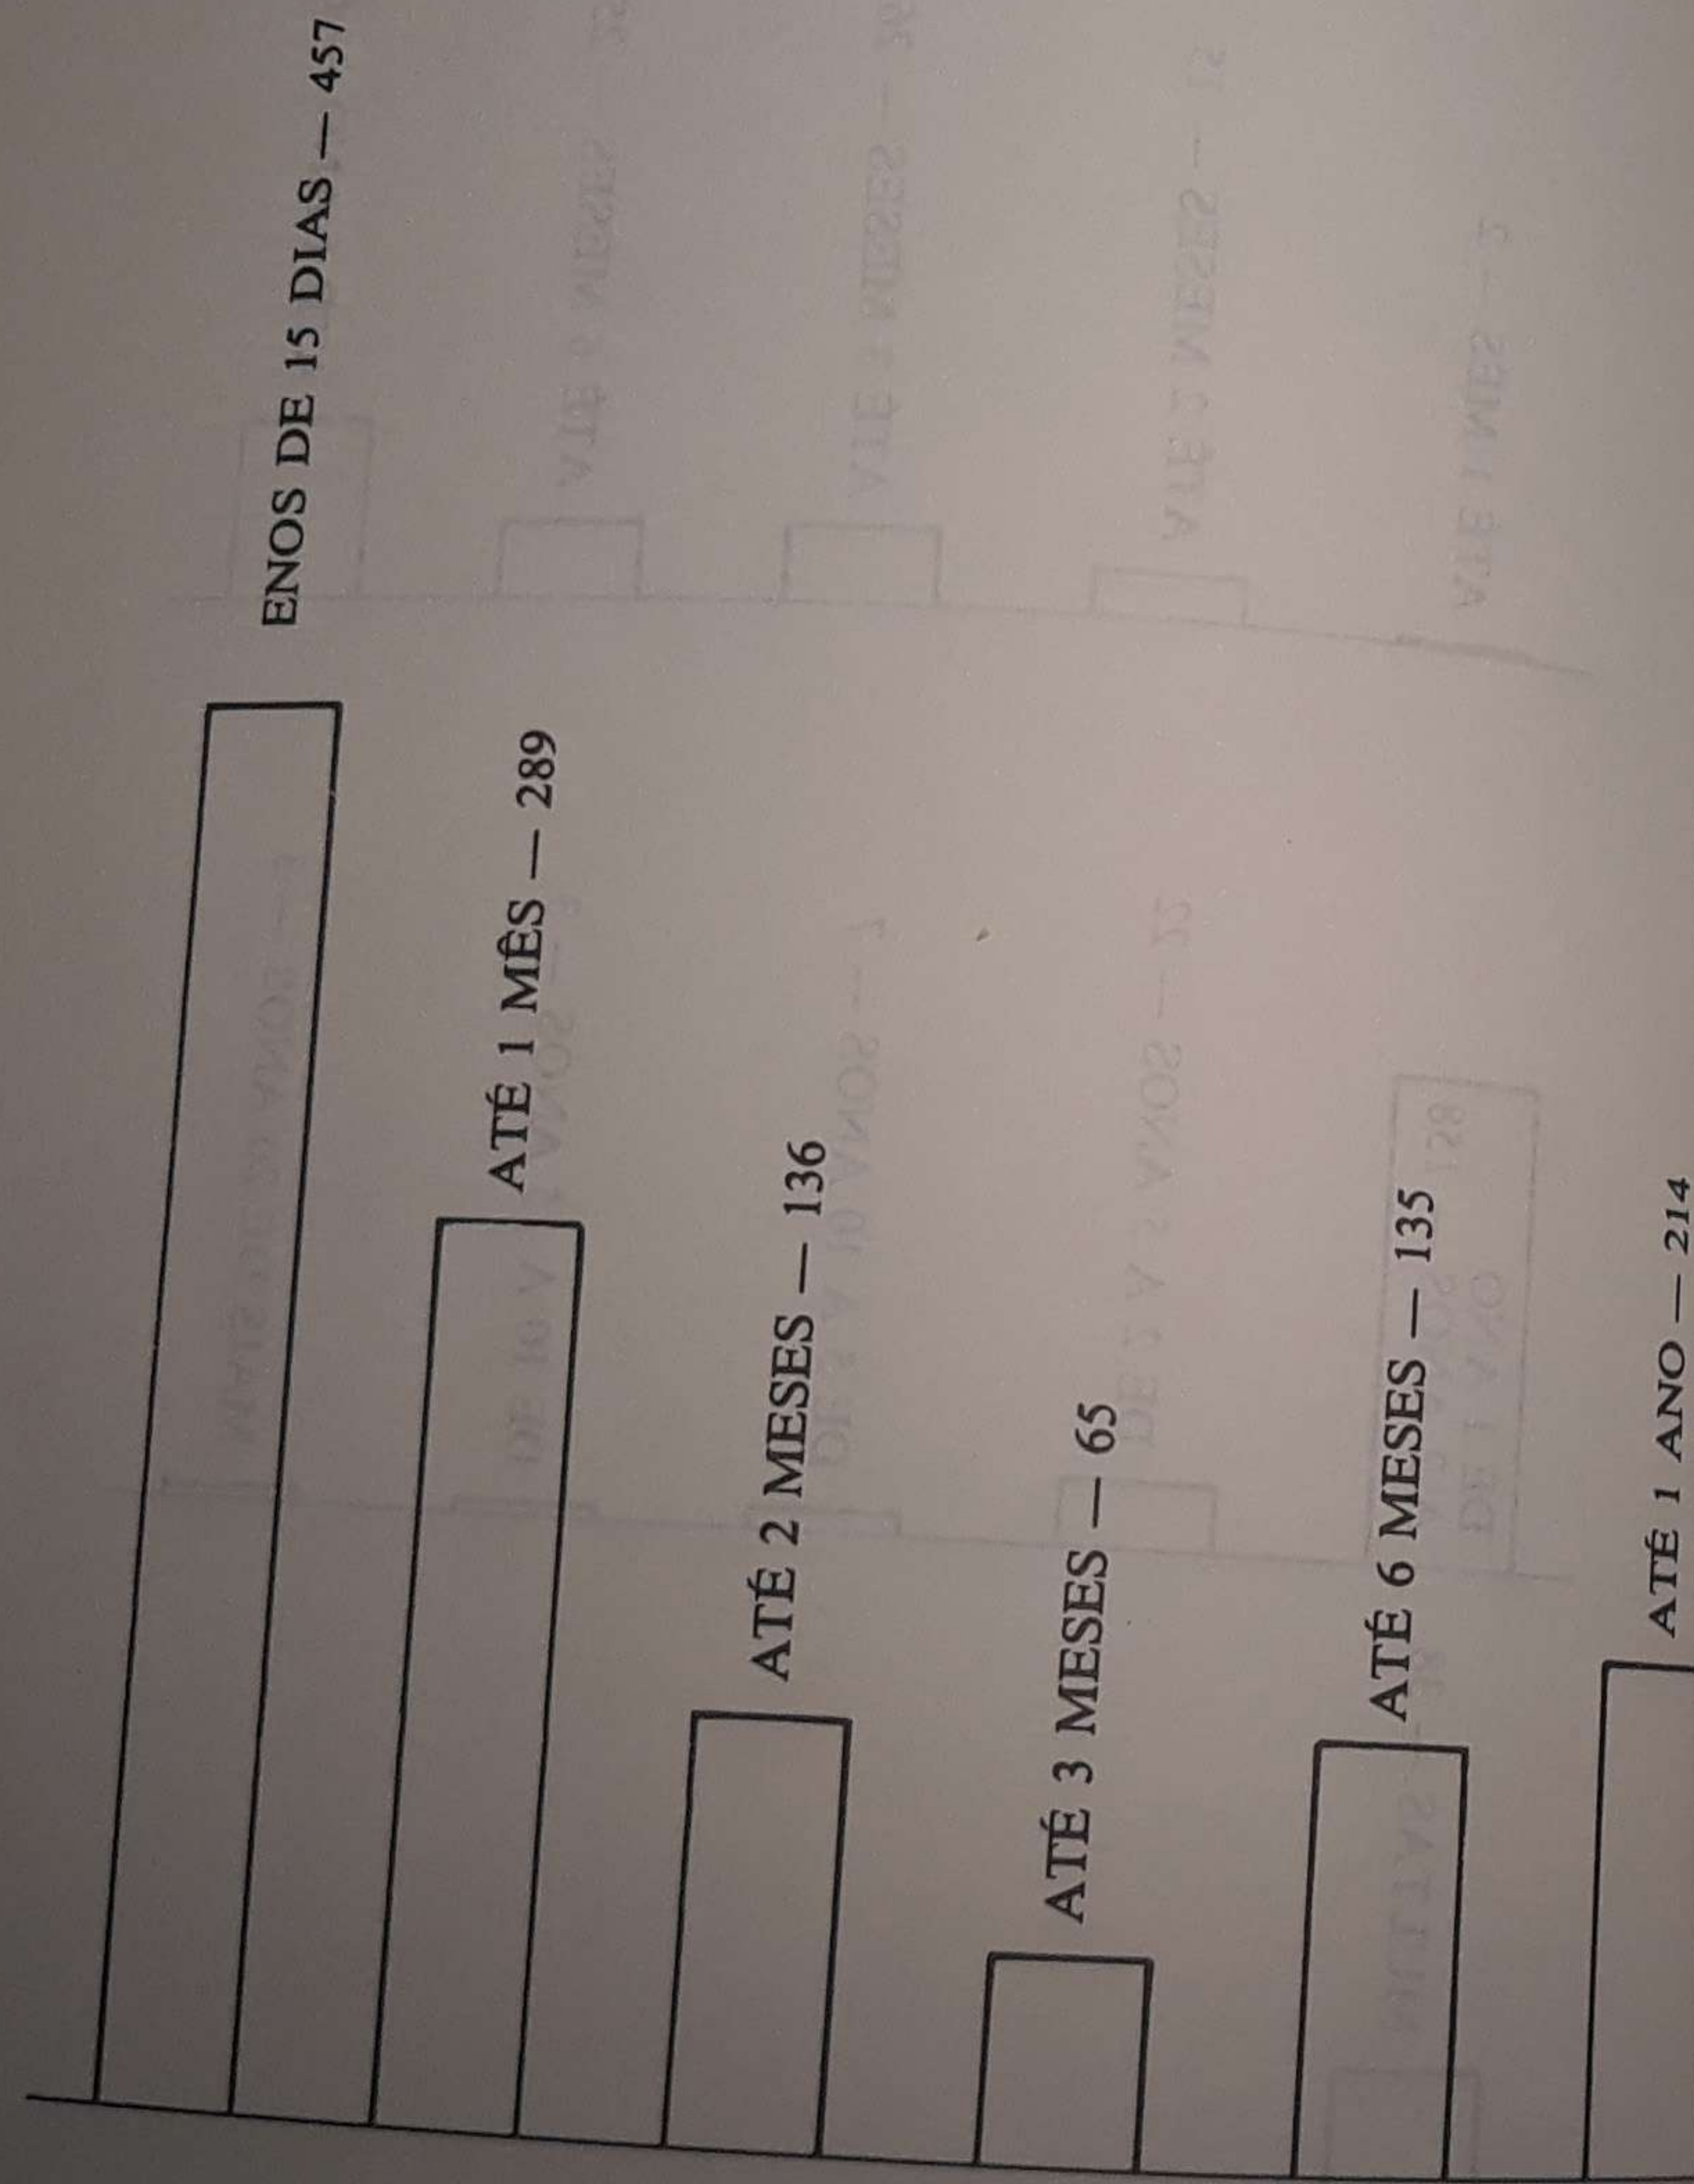 ENOS DE 15 DIAS — 457
ATÉ 1 MÊS — 289
ATÉ 2 MESES — 136
ATÉ 3 MESES — 65
ATÉ 6 MESES — 135
ATÉ 1 ANO — 214